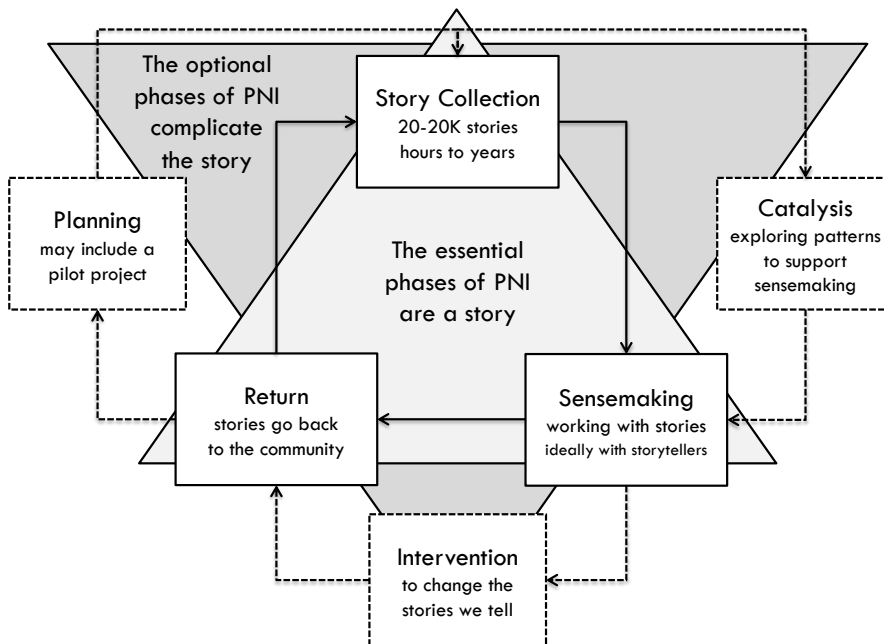 The optional
phases of PNI
complicate
the story
Story Collection
20-20K stories
hours to years
Planning
may include a
pilot project
Catalysis
exploring patterns
to support
sensemaking
The essential
phases of PNI
are a story
Return
stories go back
to the community
Sensemaking
working with stories
ideally with storytellers
Intervention
to change the
stories we tell